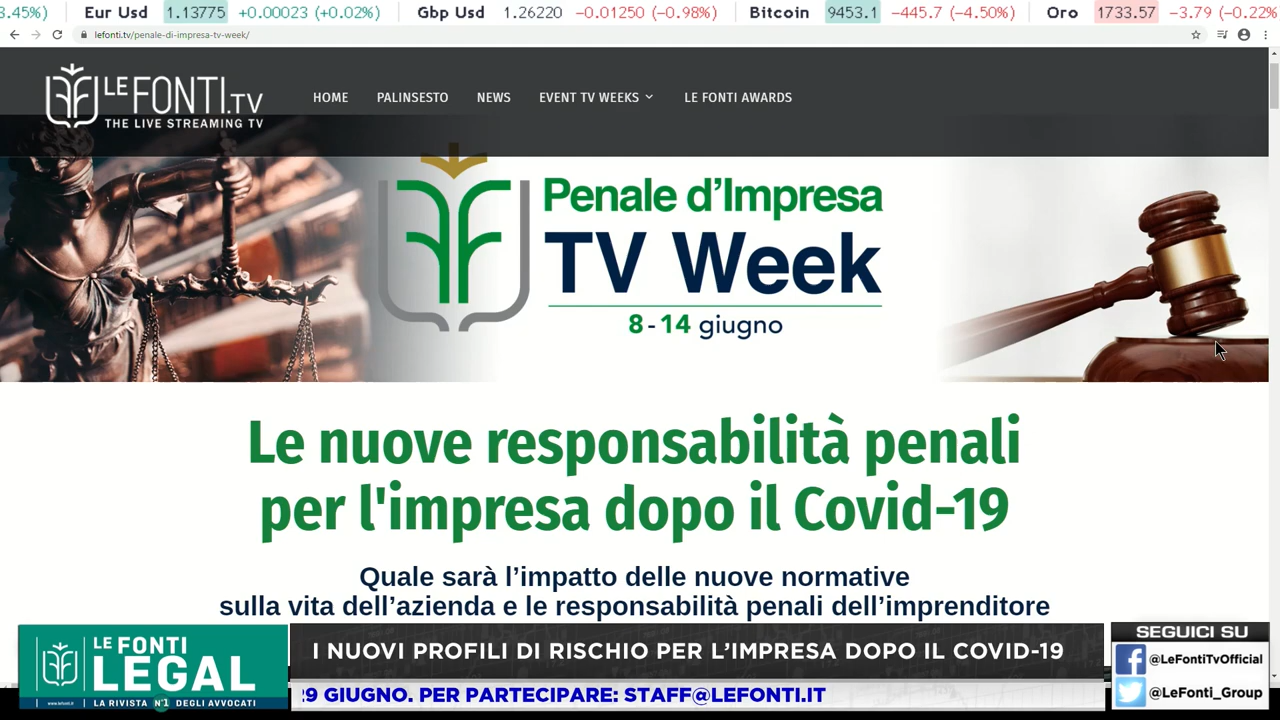 3.45%) Eur Usd 1.13775 +0.00023 (+0.02%) Gbp Usd 1.26220 −0.01250 (−0.98%) Bitcoin 9453.1 −445.7 (−4.50%) Oro 1733.57 −3.79 (−0.22%
lefonti.tv/penale-di-impresa-tv-week/
LE FONTI.TV
THE LIVE STREAMING TV
HOME PALINSESTO NEWS EVENT TV WEEKS LE FONTI AWARDS
Penale d'Impresa
TV Week
8 - 14 giugno
Le nuove responsabilità penali
per l'impresa dopo il Covid-19
Quale sarà l’impatto delle nuove normative
sulla vita dell’azienda e le responsabilità penali dell’imprenditore
LE FONTI
LEGAL
www.lefonti.it LA RIVISTA N°1 DEGLI AVVOCATI
I NUOVI PROFILI DI RISCHIO PER L’IMPRESA DOPO IL COVID-19
29 GIUGNO. PER PARTECIPARE: STAFF@LEFONTI.IT
SEGUICI SU
@LeFontiTvOfficial
@LeFonti_Group